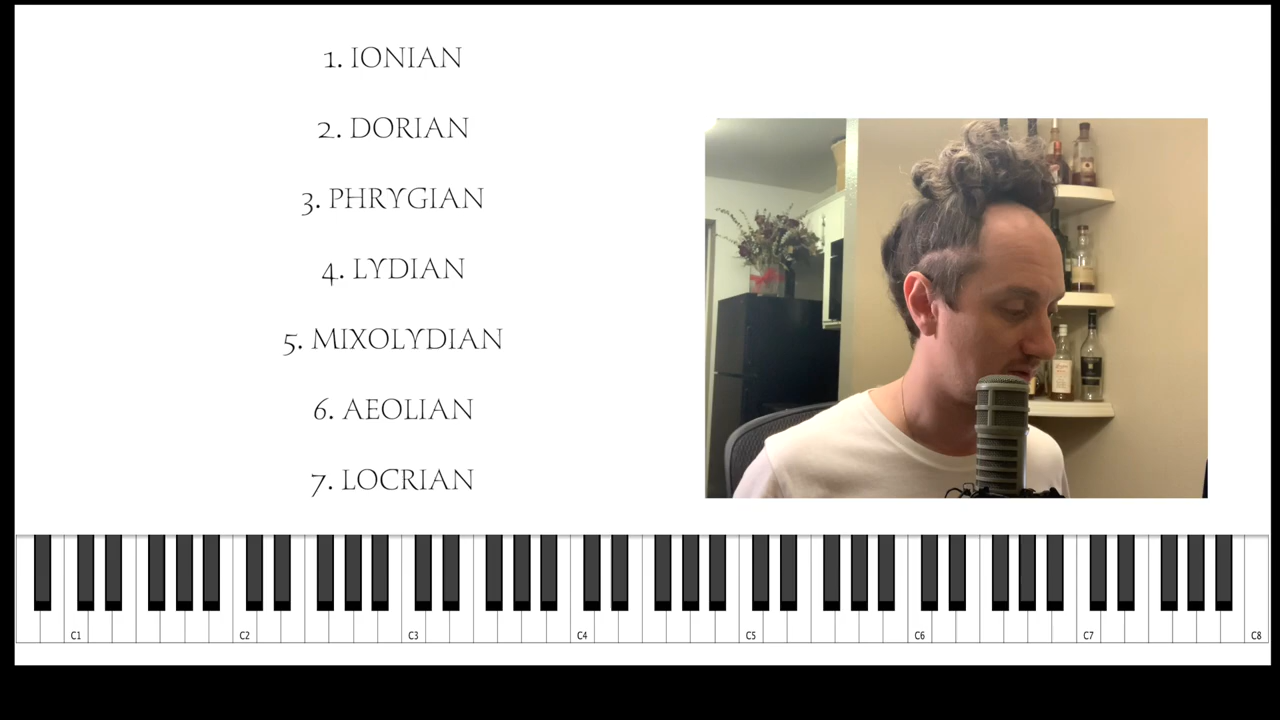 1. IONIAN
2. DORIAN
3. PHRYGIAN
4. LYDIAN
5. MIXOLYDIAN
6. AEOLIAN
7. LOCRIAN
C1 C2 C3 C4 C5 C6 C7 C8